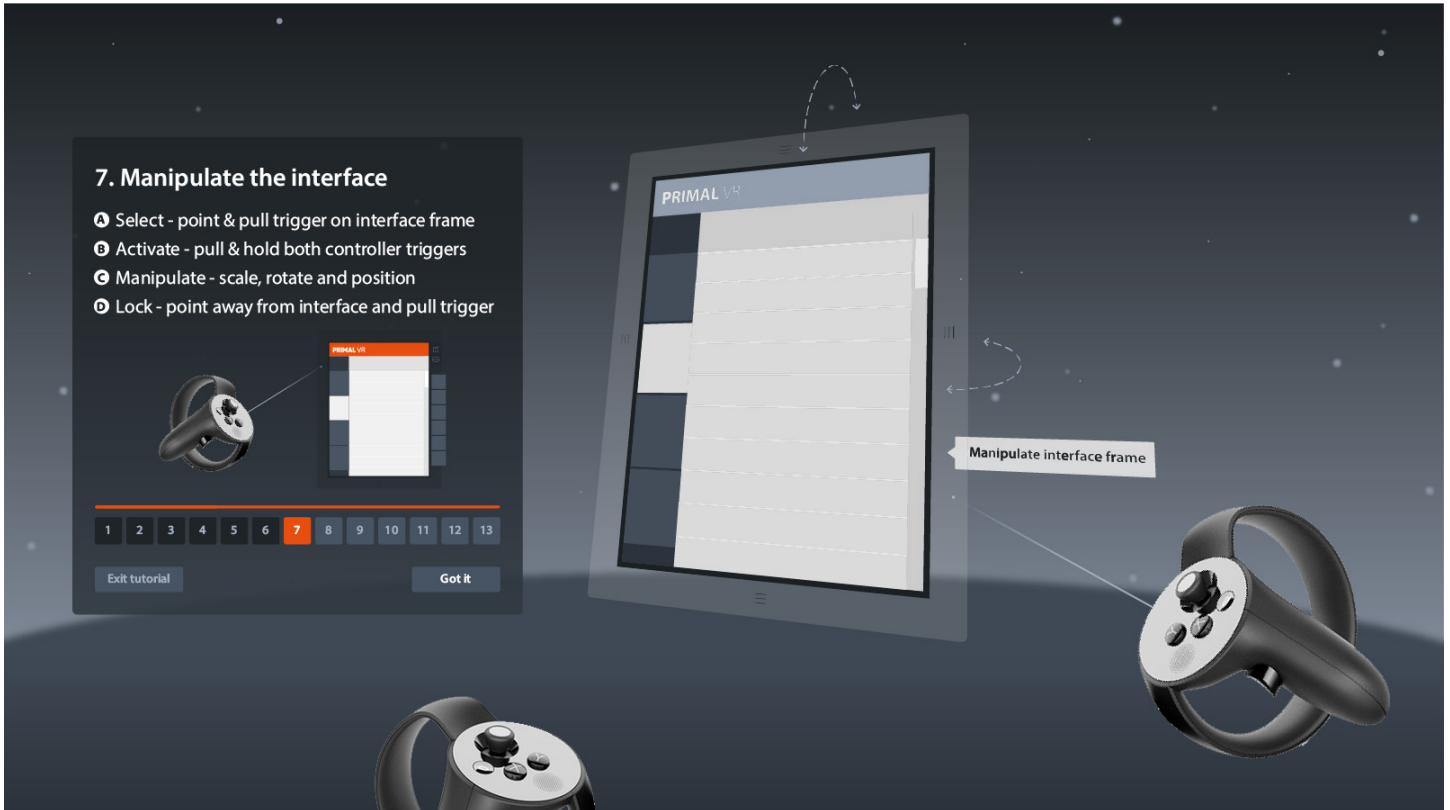 7. Manipulate the interface
A Select - point & pull trigger on interface frame
B Activate - pull & hold both controller triggers
C Manipulate - scale, rotate and position
D Lock - point away from interface and pull trigger
PRIMAL VR
1 2 3 4 5 6 7 8 9 10 11 12 13
Exit tutorial
Got it
PRIMAL VR
Manipulate interface frame
Y
X
Y
X